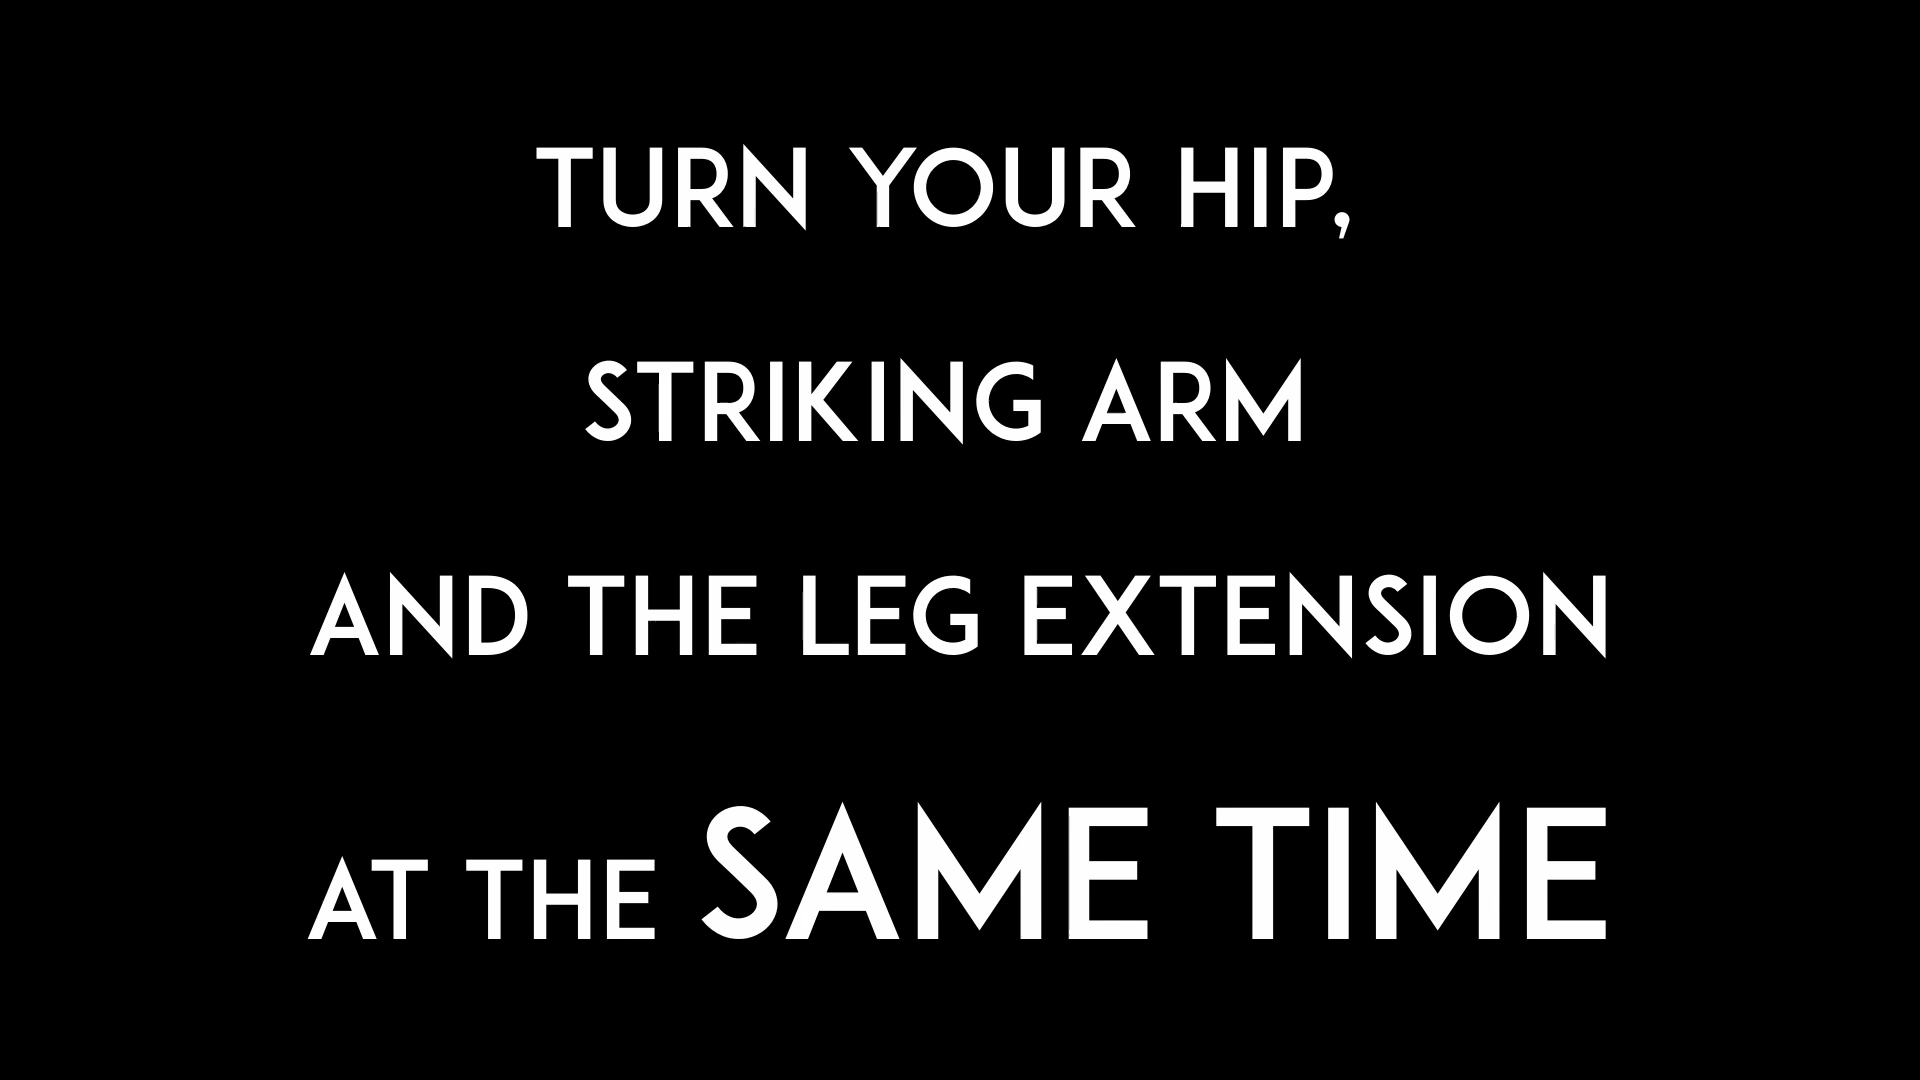 TURN YOUR HIP,
STRIKING ARM
AND THE LEG EXTENSION
AT THE SAME TIME